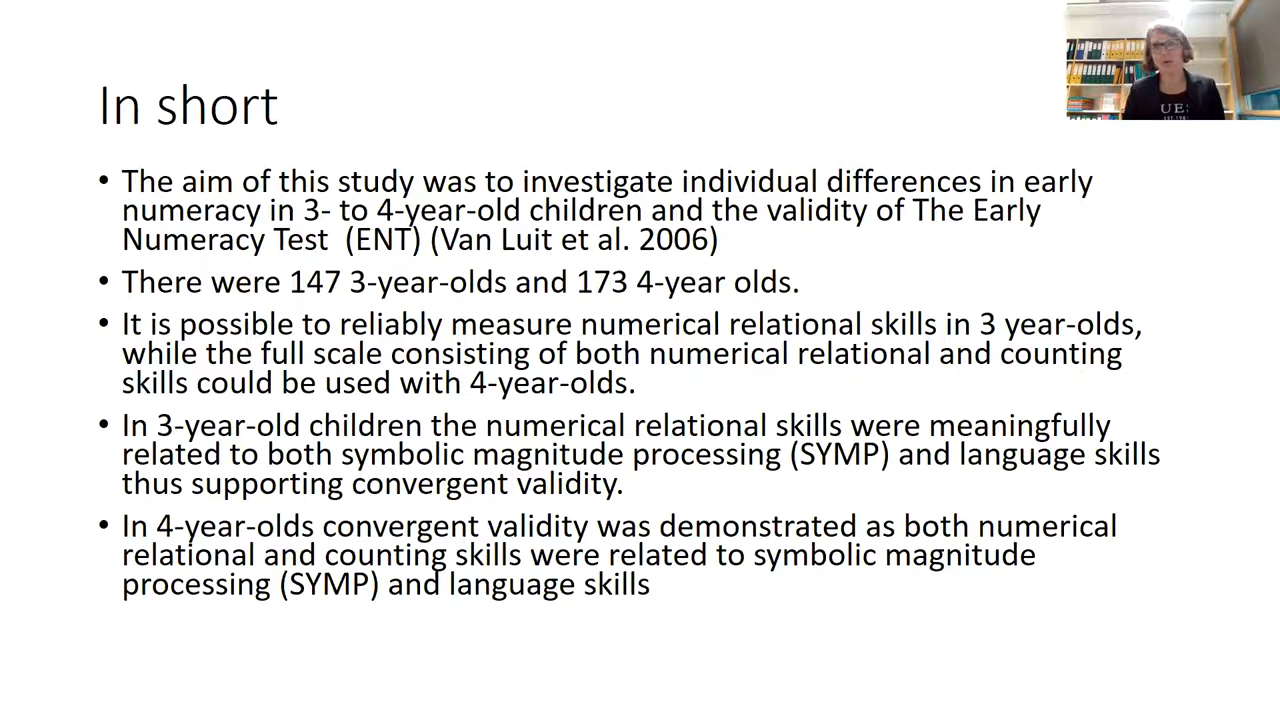 In short
• The aim of this study was to investigate individual differences in early
numeracy in 3- to 4-year-old children and the validity of The Early
Numeracy Test  (ENT) (Van Luit et al. 2006)
• There were 147 3-year-olds and 173 4-year olds.
• It is possible to reliably measure numerical relational skills in 3 year-olds,
while the full scale consisting of both numerical relational and counting
skills could be used with 4-year-olds.
• In 3-year-old children the numerical relational skills were meaningfully
related to both symbolic magnitude processing (SYMP) and language skills
thus supporting convergent validity.
• In 4-year-olds convergent validity was demonstrated as both numerical
relational and counting skills were related to symbolic magnitude
processing (SYMP) and language skills